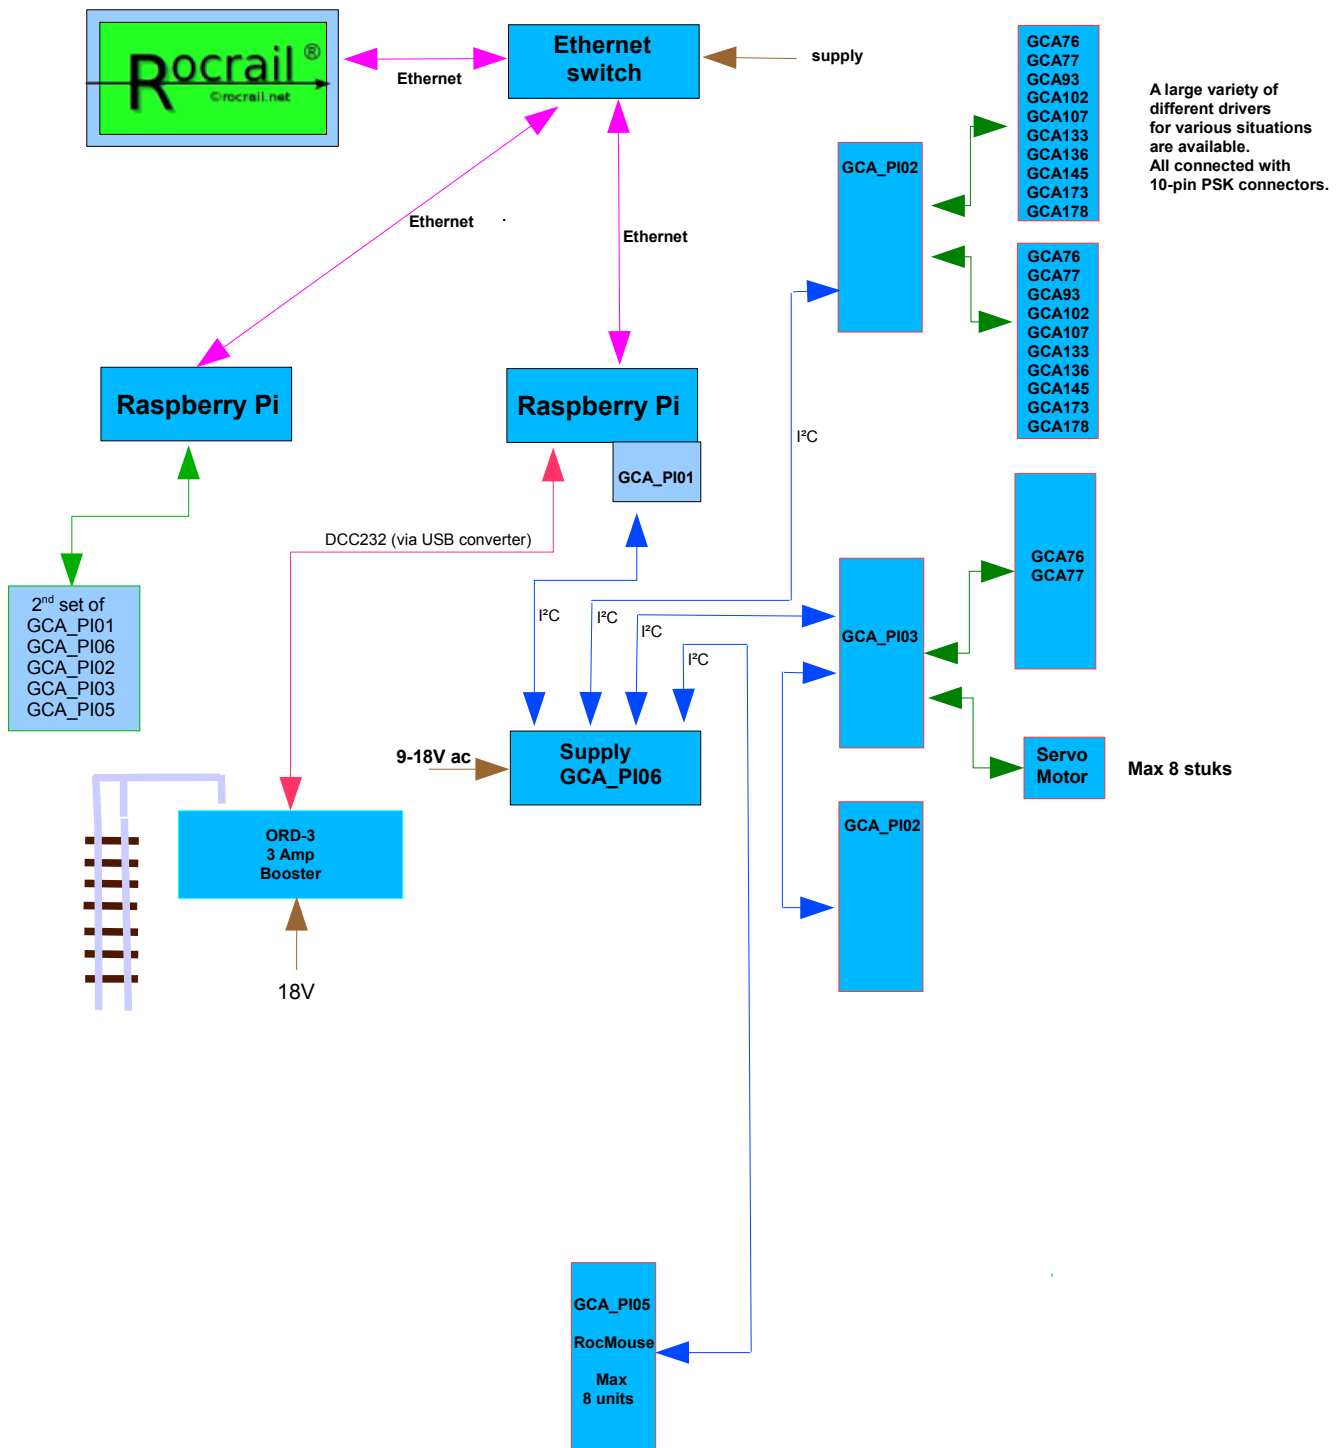 Rocrail ®
©rocrail.net
Ethernet
Ethernet
switch
supply
GCA76
GCA77
GCA93
GCA102
GCA107
GCA133
GCA136
GCA145
GCA173
GCA178
A large variety of
different drivers
for various situations
are available.
All connected with
10-pin PSK connectors.
GCA_PI02
Ethernet
Ethernet
GCA76
GCA77
GCA93
GCA102
GCA107
GCA133
GCA136
GCA145
GCA173
GCA178
Raspberry Pi
Raspberry Pi
GCA_PI01
I²C
DCC232 (via USB converter)
2nd set of
GCA_PI01
GCA_PI06
GCA_PI02
GCA_PI03
GCA_PI05
I²C
I²C
I²C
I²C
GCA_PI03
GCA76
GCA77
9-18V ac
Supply
GCA_PI06
Servo
Motor
Max 8 stuks
ORD-3
3 Amp
Booster
GCA_PI02
18V
GCA_PI05
RocMouse
Max
8 units